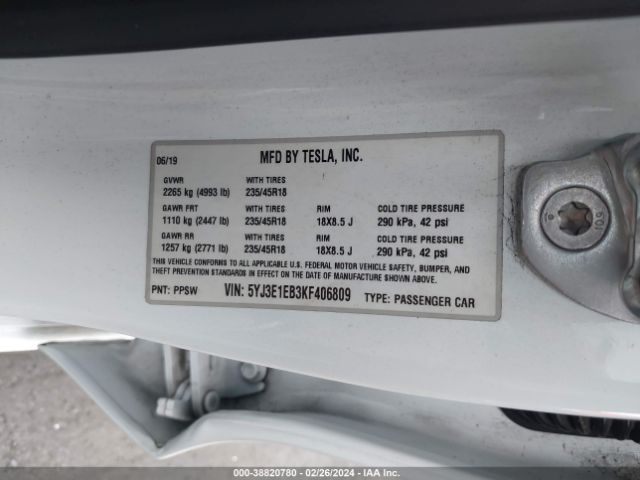 06/19 MFD BY TESLA, INC.
GVWR WITH TIRES
2265 kg (4993 lb) 235/45R18
GAWR FRT WITH TIRES RIM COLD TIRE PRESSURE
1110 kg (2447 lb) 235/45R18 18X8.5 J 290 kPa, 42 psi
GAWR RR WITH TIRES RIM COLD TIRE PRESSURE
1257 kg (2771 lb) 235/45R18 18X8.5 J 290 kPa, 42 psi
THIS VEHICLE CONFORMS TO ALL APPLICABLE U.S. FEDERAL MOTOR VEHICLE SAFETY, BUMPER, AND
THEFT PREVENTION STANDARDS IN EFFECT ON THE DATE OF MANUFACTURE SHOWN ABOVE.
PNT: PPSW VIN: 5YJ3E1EB3KF406809 TYPE: PASSENGER CAR
10.9
000-38820780 - 02/26/2024 - IAA Inc.